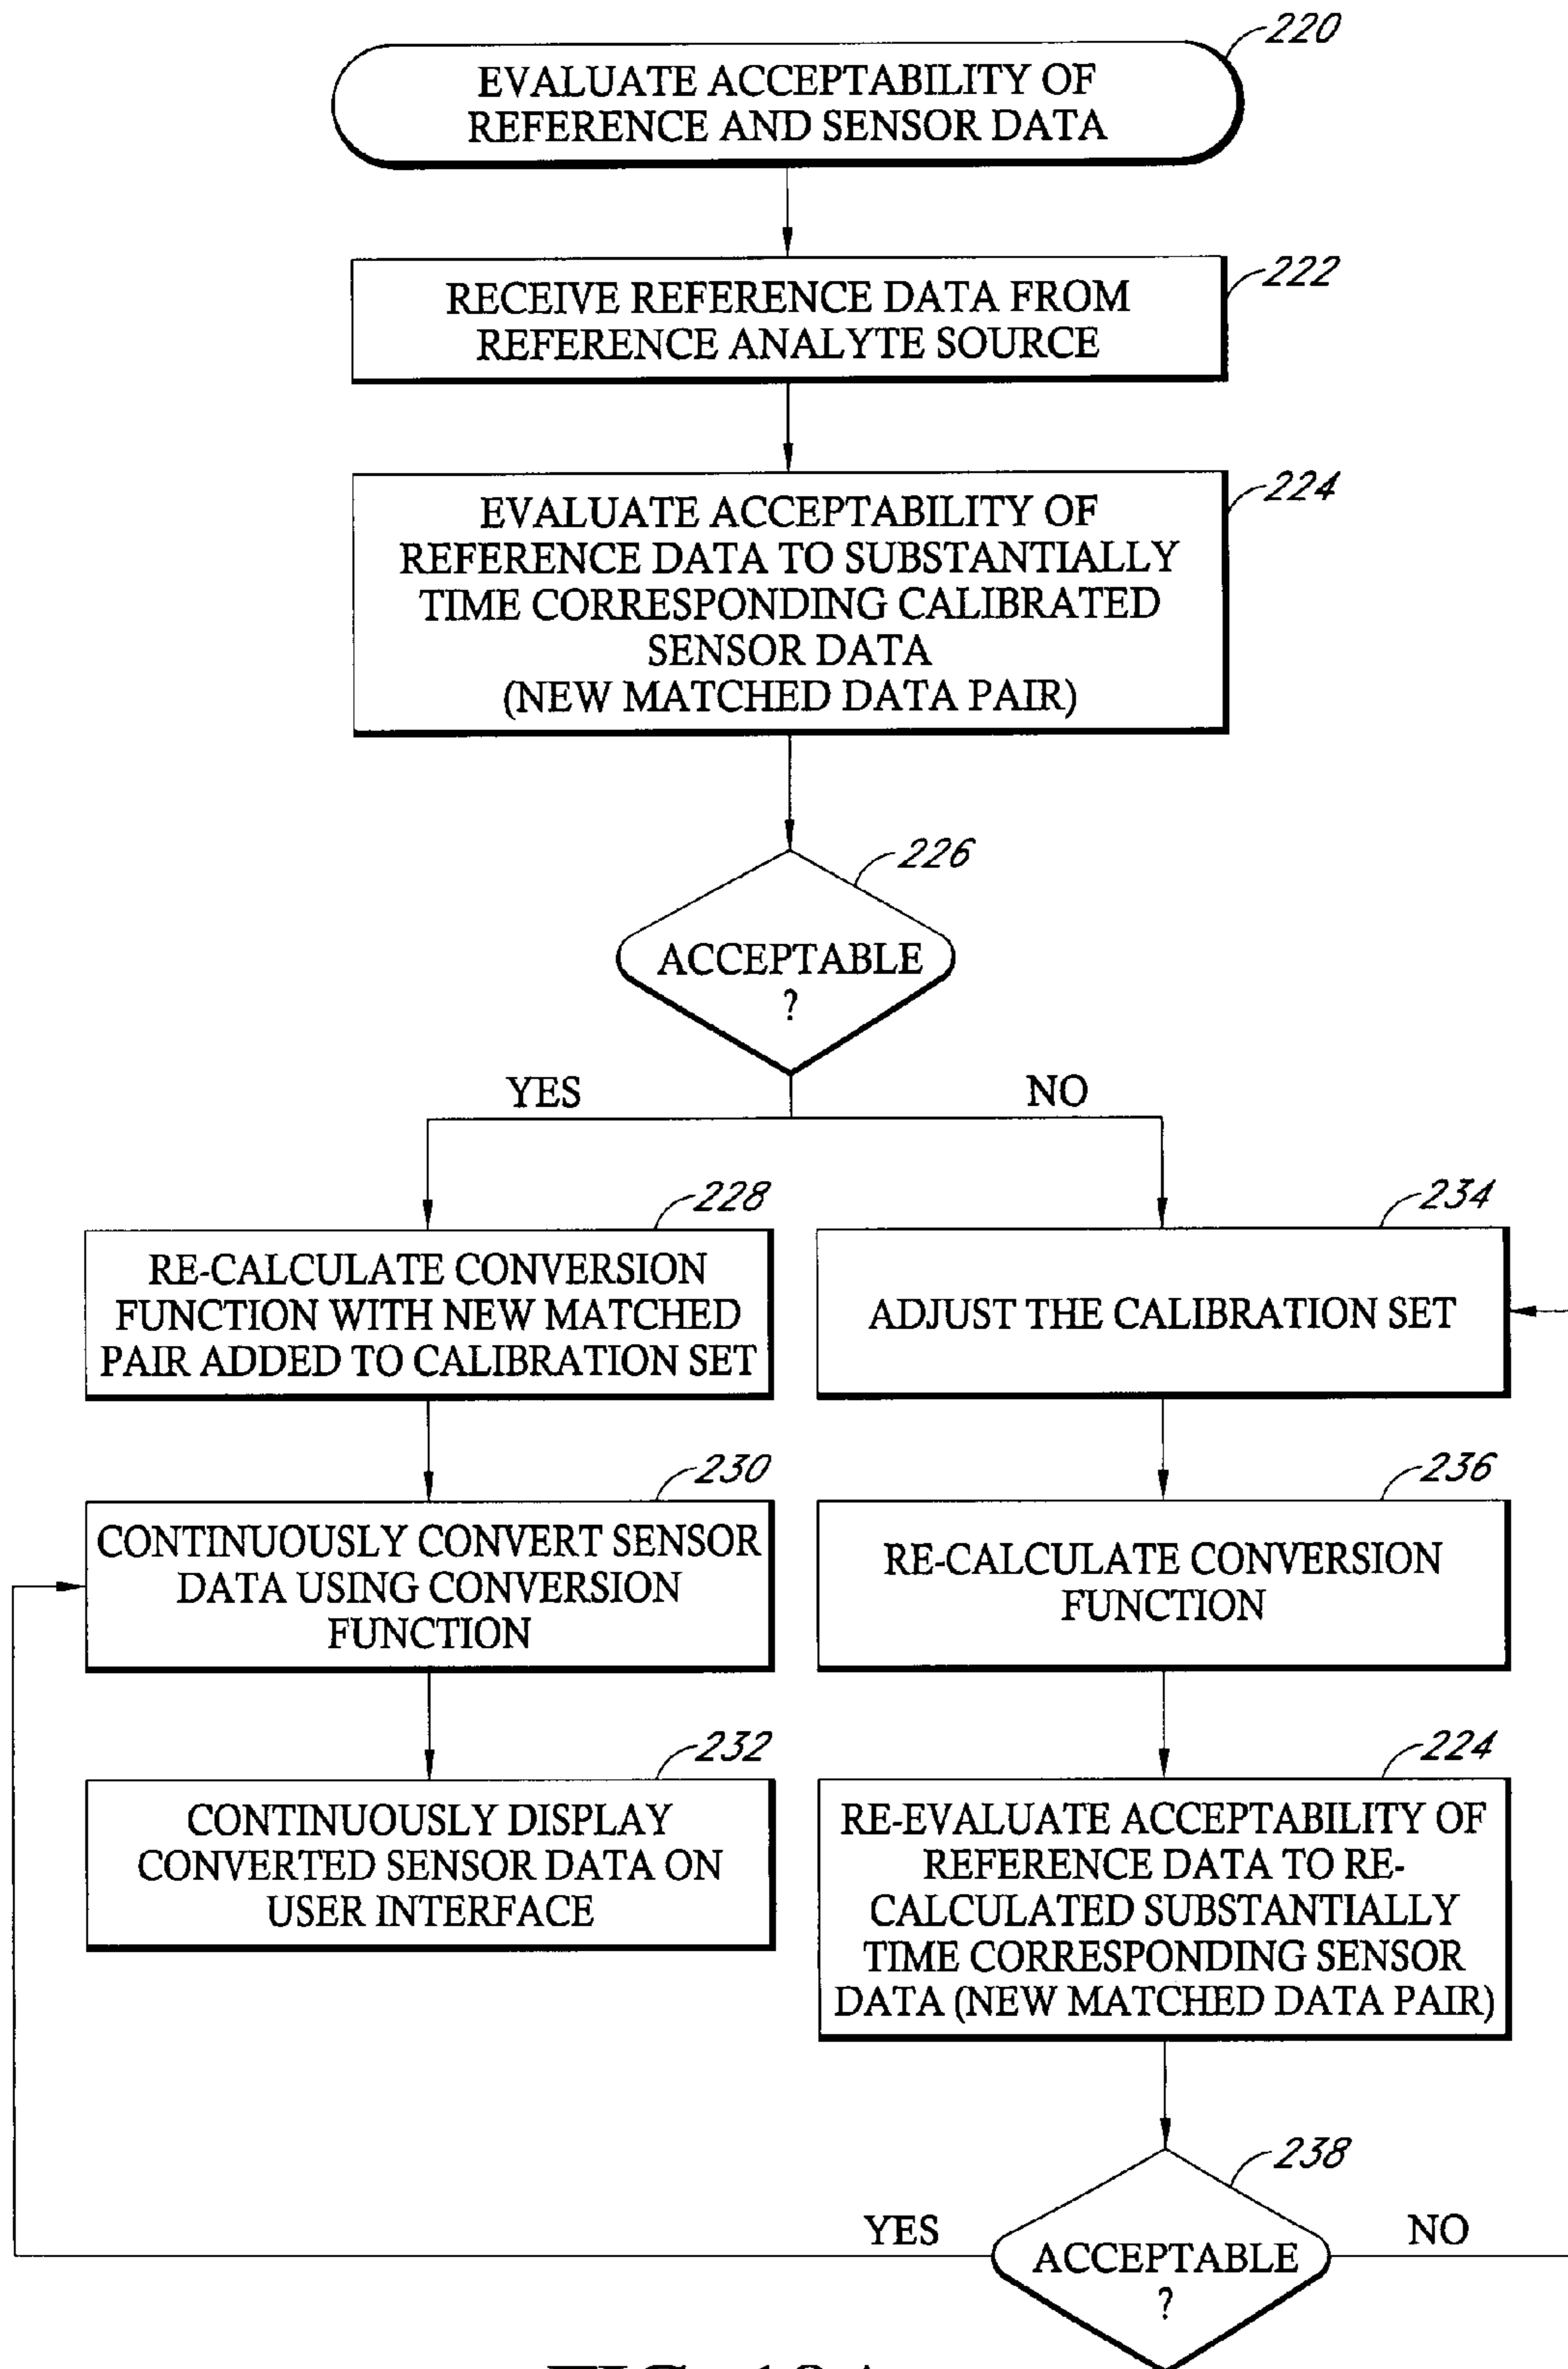 220
EVALUATE ACCEPTABILITY OF
REFERENCE AND SENSOR DATA
222
RECEIVE REFERENCE DATA FROM
REFERENCE ANALYTE SOURCE
224
EVALUATE ACCEPTABILITY OF
REFERENCE DATA TO SUBSTANTIALLY
TIME CORRESPONDING CALIBRATED
SENSOR DATA
(NEW MATCHED DATA PAIR)
226
ACCEPTABLE
?
YES
NO
228
RE-CALCULATE CONVERSION
FUNCTION WITH NEW MATCHED
PAIR ADDED TO CALIBRATION SET
234
ADJUST THE CALIBRATION SET
230
CONTINUOUSLY CONVERT SENSOR
DATA USING CONVERSION
FUNCTION
236
RE-CALCULATE CONVERSION
FUNCTION
232
CONTINUOUSLY DISPLAY
CONVERTED SENSOR DATA ON
USER INTERFACE
224
RE-EVALUATE ACCEPTABILITY OF
REFERENCE DATA TO RE-
CALCULATED SUBSTANTIALLY
TIME CORRESPONDING SENSOR
DATA (NEW MATCHED DATA PAIR)
238
YES
ACCEPTABLE
?
NO